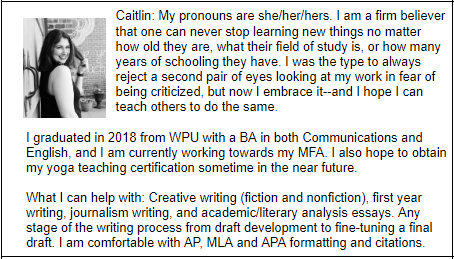 Caitlin: My pronouns are she/her/hers. I am a firm believer
that one can never stop learning new things no matter
how old they are, what their field of study is, or how many
years of schooling they have. I was the type to always
reject a second pair of eyes looking at my work in fear of
being criticized, but now I embrace it--and I hope I can
teach others to do the same.
I graduated in 2018 from WPU with a BA in both Communications and
English, and I am currently working towards my MFA. I also hope to obtain
my yoga teaching certification sometime in the near future.
What I can help with: Creative writing (fiction and nonfiction), first year
writing, journalism writing, and academic/literary analysis essays. Any
stage of the writing process from draft development to fine-tuning a final
draft. I am comfortable with AP, MLA and APA formatting and citations.